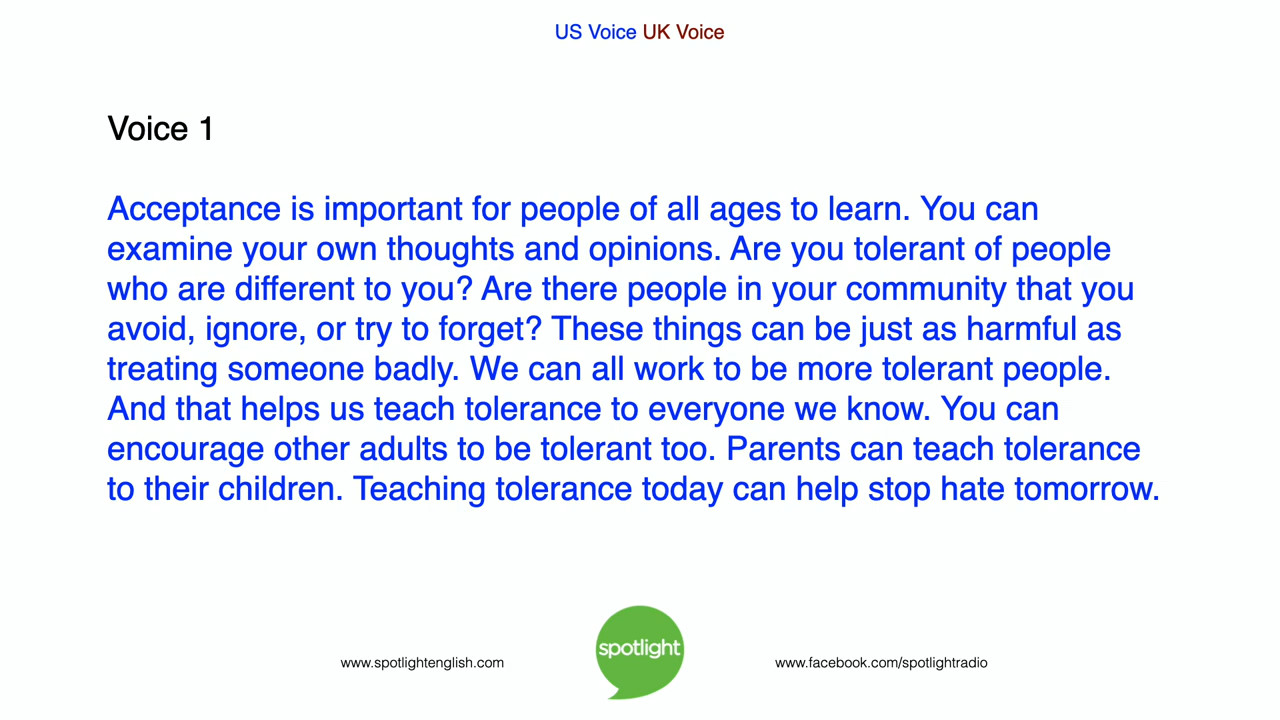 US Voice UK Voice
Voice 1
Acceptance is important for people of all ages to learn. You can
examine your own thoughts and opinions. Are you tolerant of people
who are different to you? Are there people in your community that you
avoid, ignore, or try to forget? These things can be just as harmful as
treating someone badly. We can all work to be more tolerant people.
And that helps us teach tolerance to everyone we know. You can
encourage other adults to be tolerant too. Parents can teach tolerance
to their children. Teaching tolerance today can help stop hate tomorrow.
www.spotlightenglish.com
spotlight
www.facebook.com/spotlightradio